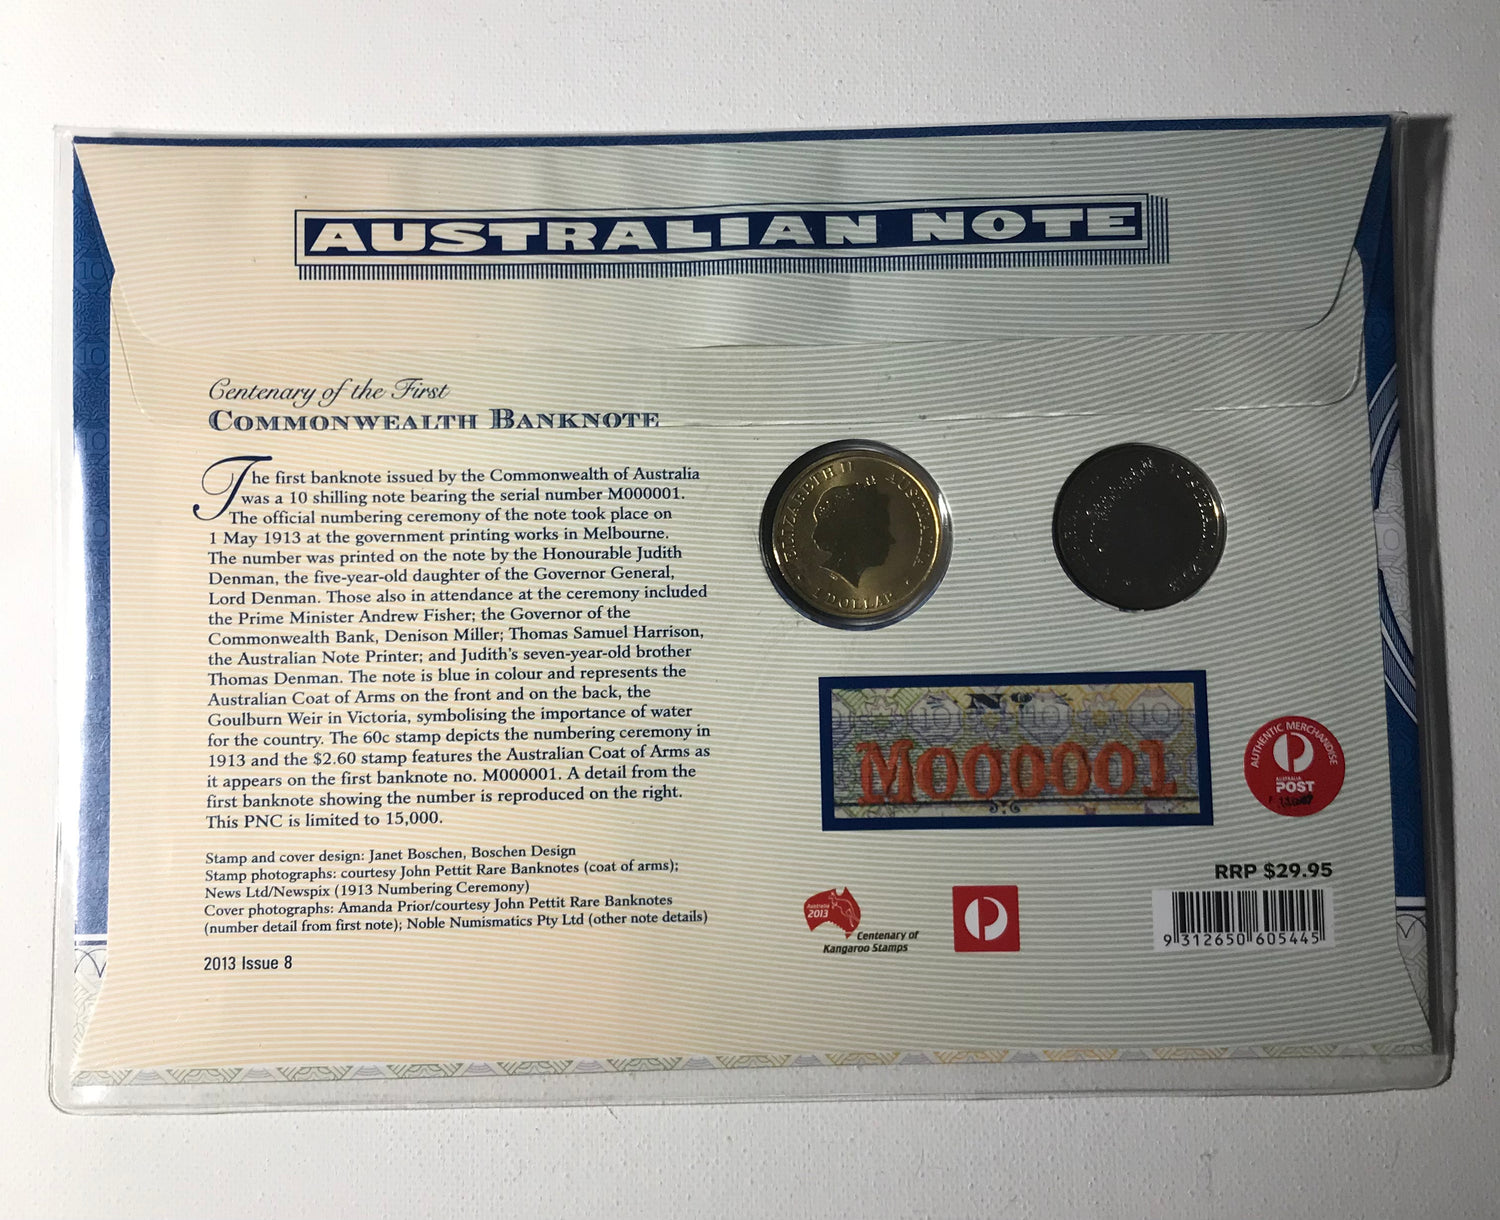 AUSTRALIAN NOTE
Centenary of the First
COMMONWEALTH BANKNOTE
The first banknote issued by the Commonwealth of Australia
was a 10 shilling note bearing the serial number M000001.
The official numbering ceremony of the note took place on
1 May 1913 at the government printing works in Melbourne.
The number was printed on the note by the Honourable Judith
Denman, the five-year-old daughter of the Governor General,
Lord Denman. Those also in attendance at the ceremony included
the Prime Minister Andrew Fisher; the Governor of the
Commonwealth Bank, Denison Miller; Thomas Samuel Harrison,
the Australian Note Printer; and Judith's seven-year-old brother
Thomas Denman. The note is blue in colour and represents the
Australian Coat of Arms on the front and on the back, the
Goulburn Weir in Victoria, symbolising the importance of water
for the country. The 60c stamp depicts the numbering ceremony in
1913 and the $2.60 stamp features the Australian Coat of Arms as
it appears on the first banknote no. M000001. A detail from the
first banknote showing the number is reproduced on the right.
This PNC is limited to 15,000.
Stamp and cover design: Janet Boschen, Boschen Design
Stamp photographs: courtesy John Pettit Rare Banknotes (coat of arms);
News Ltd/Newspix (1913 Numbering Ceremony)
Cover photographs: Amanda Prior/courtesy John Pettit Rare Banknotes
(number detail from first note); Noble Numismatics Pty Ltd (other note details)
2013 Issue 8
ELIZABETH II AUSTRALIA
1 DOLLAR
M000001
AUTHENTIC MERCHANDISE
AUSTRALIA
POST
Australia
2013
Centenary of
Kangaroo Stamps
RRP $29.95
9 312650 605445